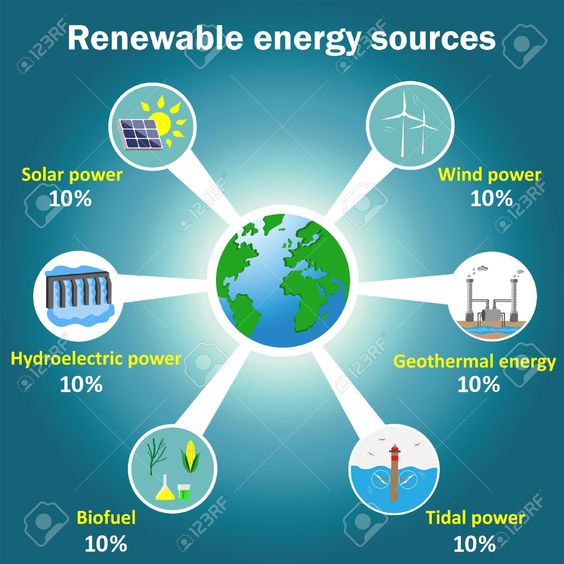 Renewable energy sources
Solar power
10%
Wind power
10%
Hydroelectric power
10%
Geothermal energy
10%
Biofuel
10%
Tidal power
10%
123RF